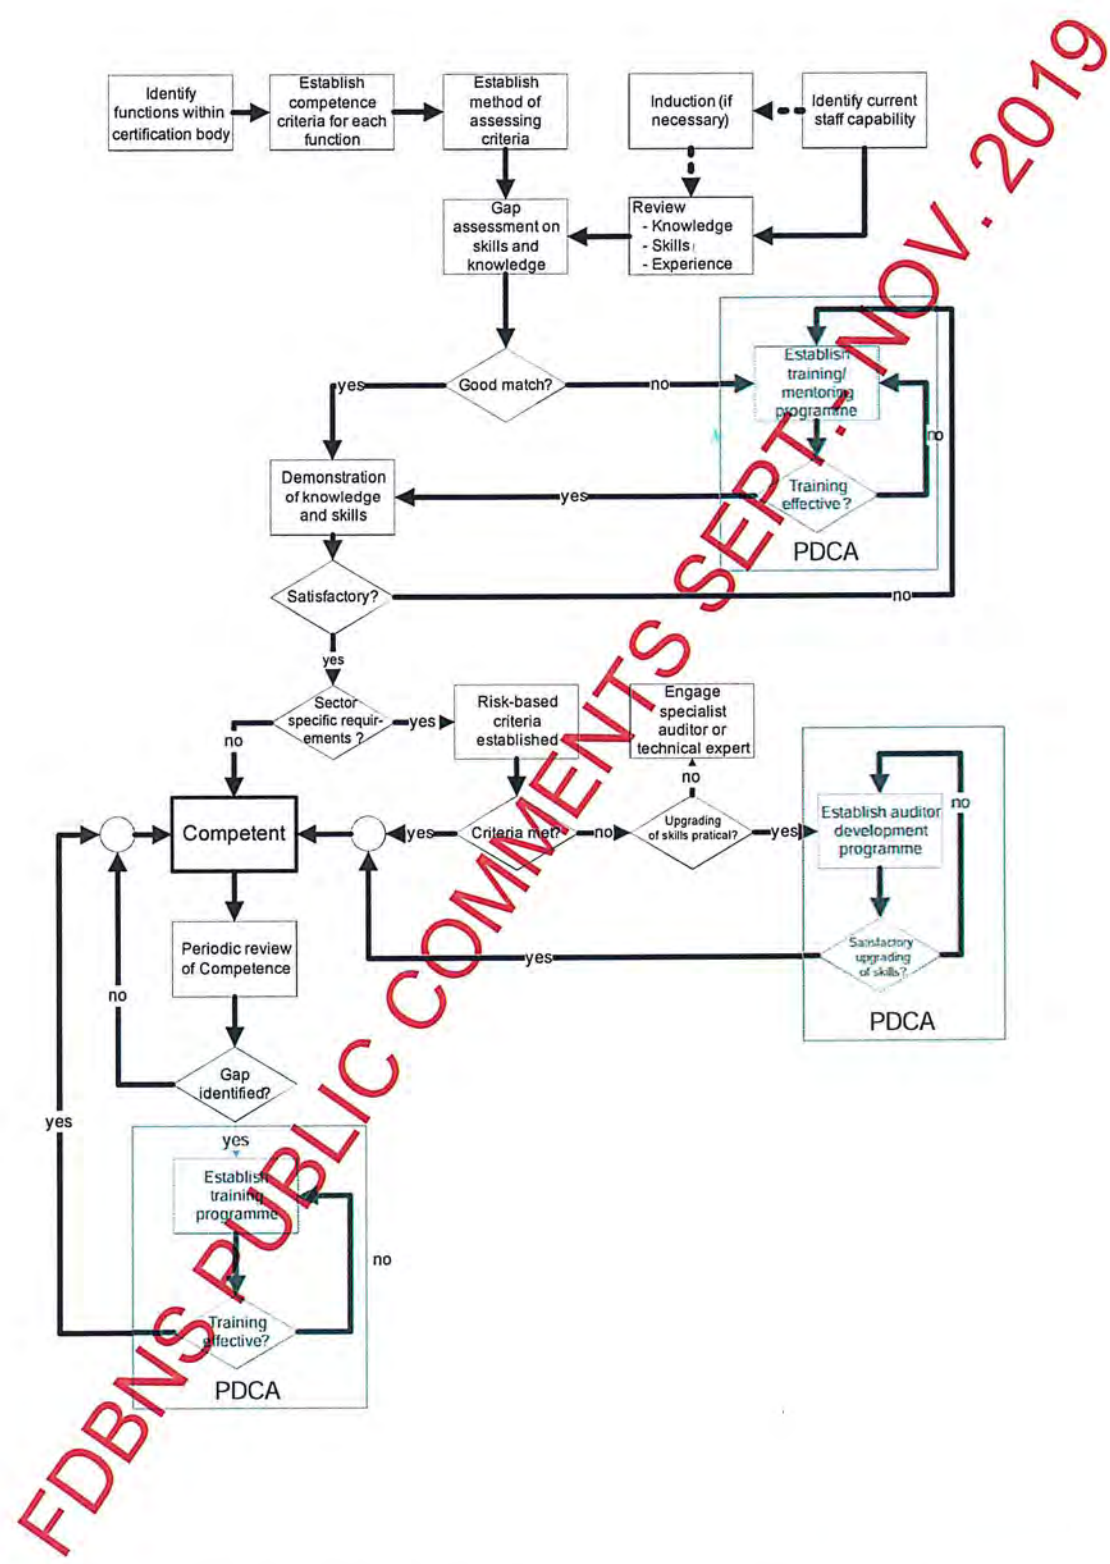 Identify
functions within
certification body
Establish
competence
criteria for each
function
Establish
method of
assessing
criteria
Induction (if
necessary)
Identify current
staff capability
Gap
assessment on
skills and
knowledge
Review
- Knowledge
- Skills
- Experience
Good match?
yes
no
Establish
training/
mentoring
programme
no
Training
effective ?
PDCA
yes
Demonstration
of knowledge
and skills
Satisfactory?
no
yes
Sector
specific requir-
ements ?
yes
no
Risk-based
criteria
established
Engage
specialist
auditor or
technical expert
no
Competent
yes
Criteria met?
no
Upgrading
of skills pratical?
yes
Establish auditor
development
programme
no
Satisfactory
upgrading
of skills?
PDCA
yes
Periodic review
of Competence
no
Gap
identified?
yes
yes
Establish
training
programme
no
Training
effective?
PDCA
FDBNS PUBLIC COMMENTS SEPT. - NOV. 2019